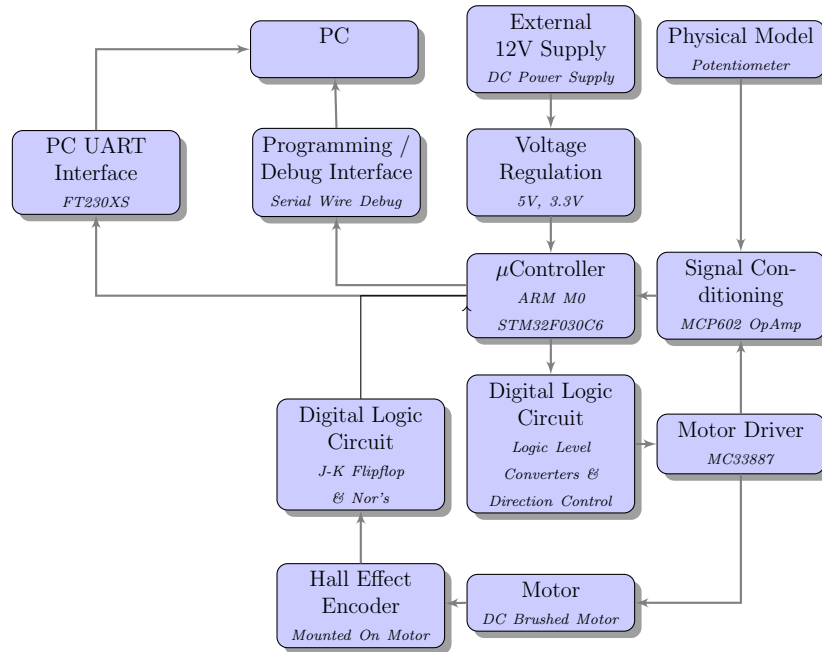 PC
External
12V Supply
DC Power Supply
Physical Model
Potentiometer
PC UART
Interface
FT230XS
Programming /
Debug Interface
Serial Wire Debug
Voltage
Regulation
5V, 3.3V
μController
ARM M0
STM32F030C6
Signal Con-
ditioning
MCP602 OpAmp
Digital Logic
Circuit
J-K Flipflop
& Nor's
Digital Logic
Circuit
Logic Level
Converters &
Direction Control
Motor Driver
MC33887
Hall Effect
Encoder
Mounted On Motor
Motor
DC Brushed Motor